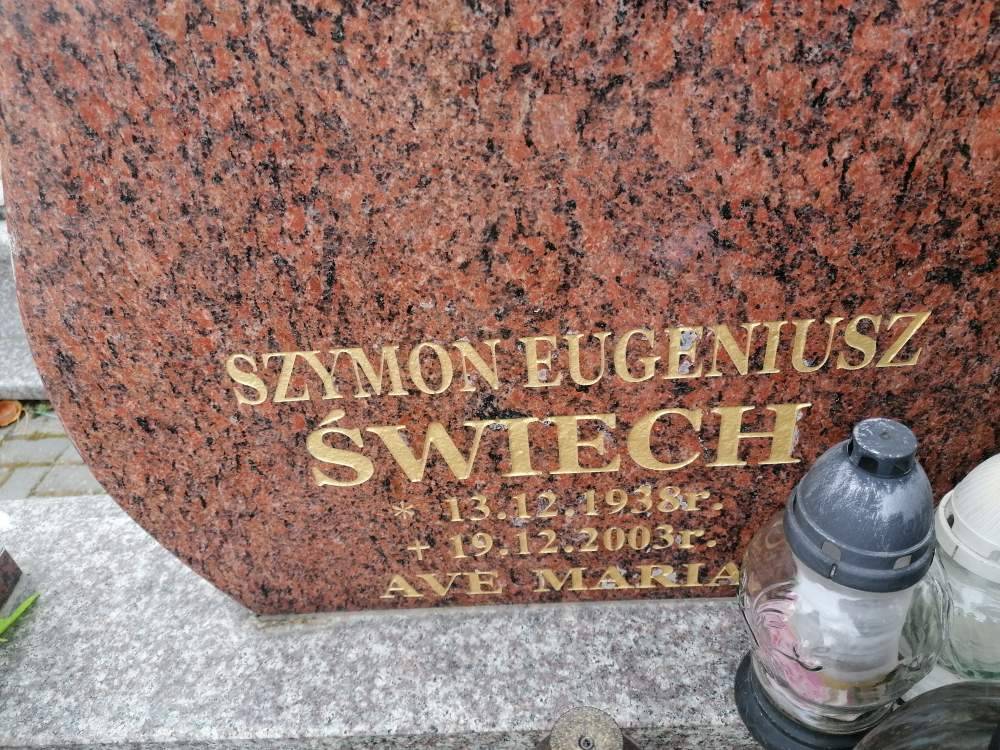 SZYMON EUGENIUSZ
ŚWIECH
* 13.12.1938r.
+ 19.12.2003r.
AVE MARIA